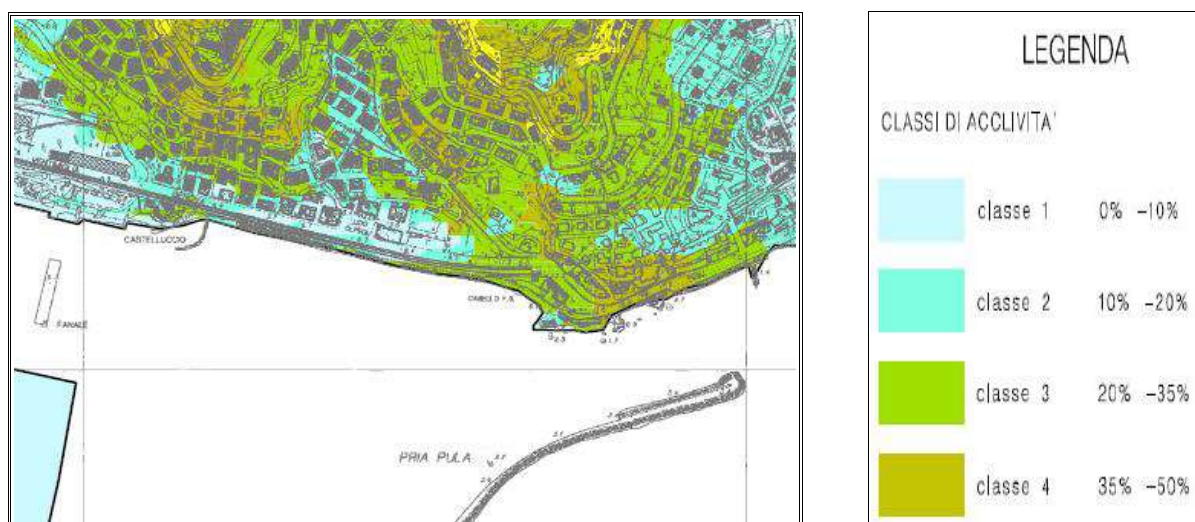 CASTELLUCCIO
FANALE
PRIA PULA
LEGENDA
CLASSI DI ACCLIVITA'
classe 1 0% -10%
classe 2 10% -20%
classe 3 20% -35%
classe 4 35% -50%